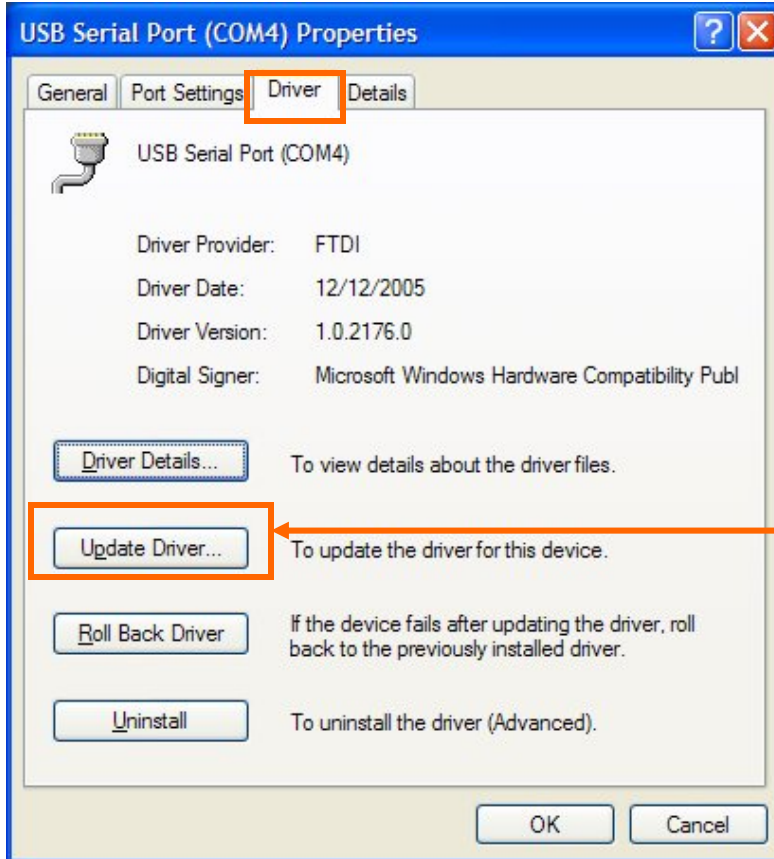 USB Serial Port (COM4) Properties
General Port Settings Driver Details
USB Serial Port (COM4)
Driver Provider: FTDI
Driver Date: 12/12/2005
Driver Version: 1.0.2176.0
Digital Signer: Microsoft Windows Hardware Compatibility Publ
Driver Details... To view details about the driver files.
Update Driver... To update the driver for this device.
Roll Back Driver If the device fails after updating the driver, roll
back to the previously installed driver.
Uninstall To uninstall the driver (Advanced).
OK Cancel